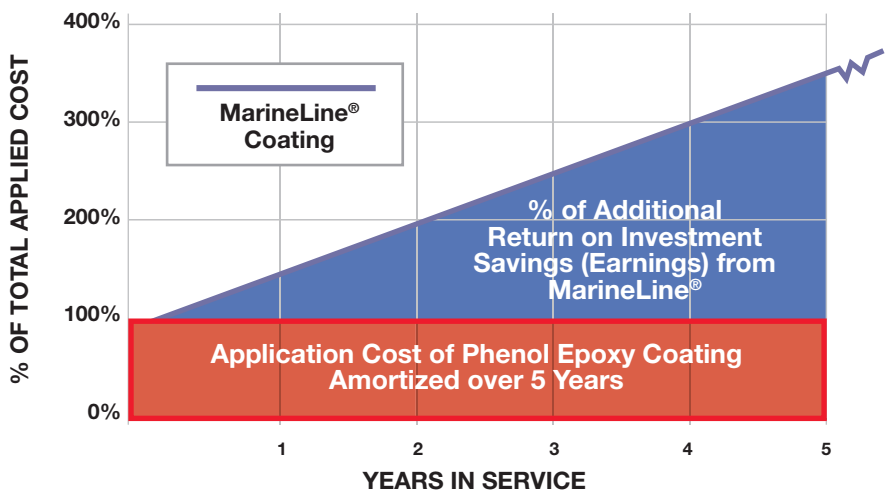 400%
300%
200%
100%
0%
% OF TOTAL APPLIED COST
MarineLine®
Coating
% of Additional
Return on Investment
Savings (Earnings) from
MarineLine®
Application Cost of Phenol Epoxy Coating
Amortized over 5 Years
1 2 3 4 5
YEARS IN SERVICE